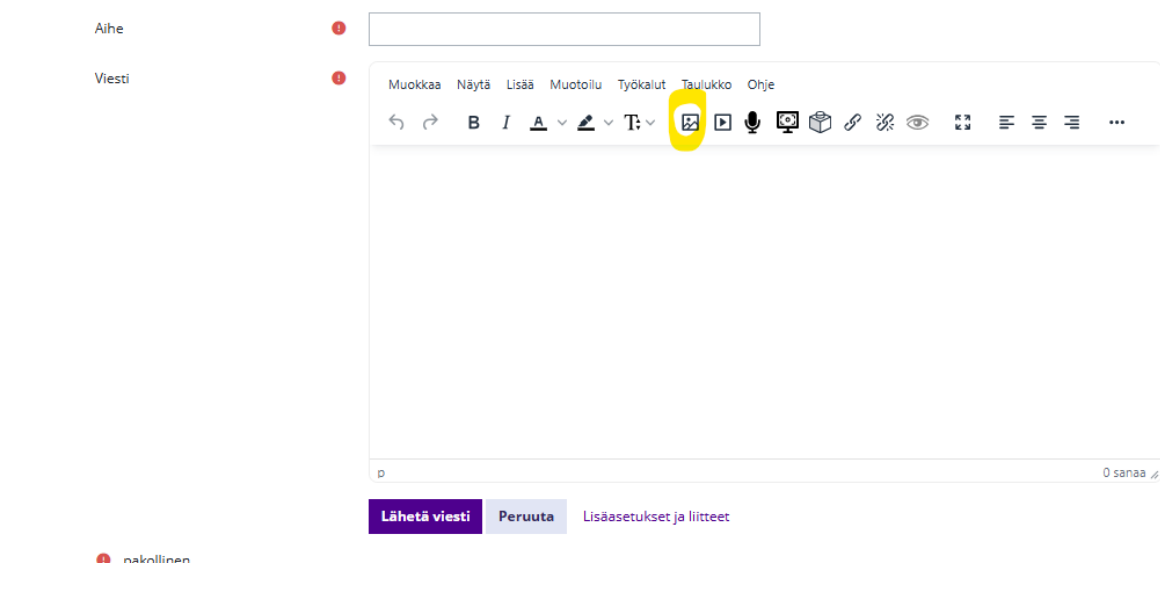 Aihe
Viesti
Muokkaa Näytä Lisää Muotoilu Työkalut Taulukko Ohje
B I A T
p 0 sanaa
Lähetä viesti Peruuta Lisäasetukset ja liitteet
pakollinen